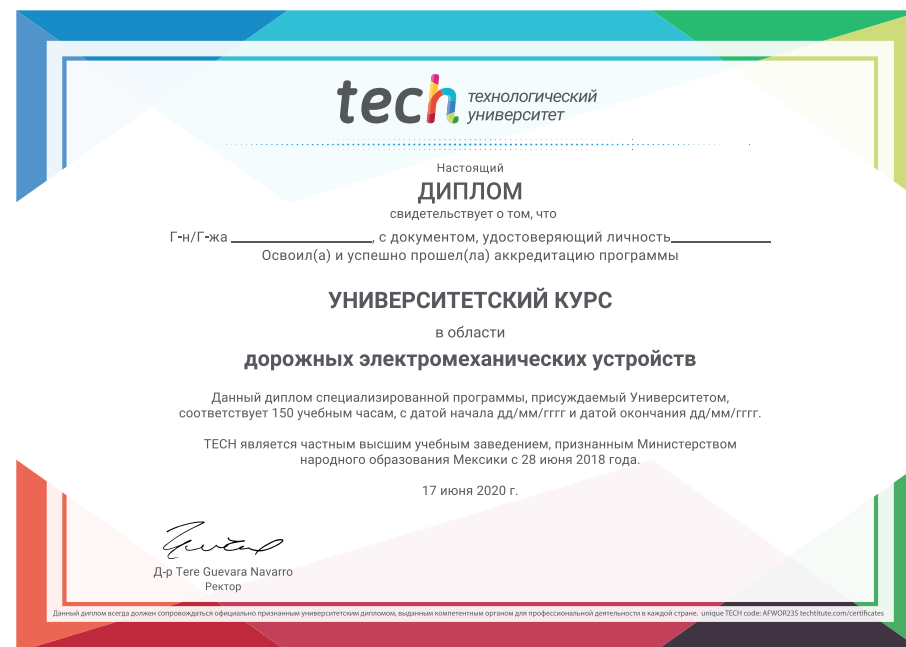 tech технологический
университет
Настоящий
ДИПЛОМ
свидетельствует о том, что
Г-н/Г-жа ____________, с документом, удостоверяющий личность____________
Освоил(а) и успешно прошел(ла) аккредитацию программы
УНИВЕРСИТЕТСКИЙ КУРС
в области
дорожных электромеханических устройств
Данный диплом специализированной программы, присуждаемый Университетом,
соответствует 150 учебным часам, с датой начала дд/мм/гггг и датой окончания дд/мм/гггг.
TECH является частным высшим учебным заведением, признанным Министерством
народного образования Мексики с 28 июня 2018 года.
17 июня 2020 г.
Д-р Tere Guevara Navarro
Ректор
Данный диплом всегда должен сопровождаться официально признанным университетским дипломом, выданным компетентным органом для профессиональной деятельности в каждой стране. unique TECH code: AFWOR23S techtitute.com/certificates